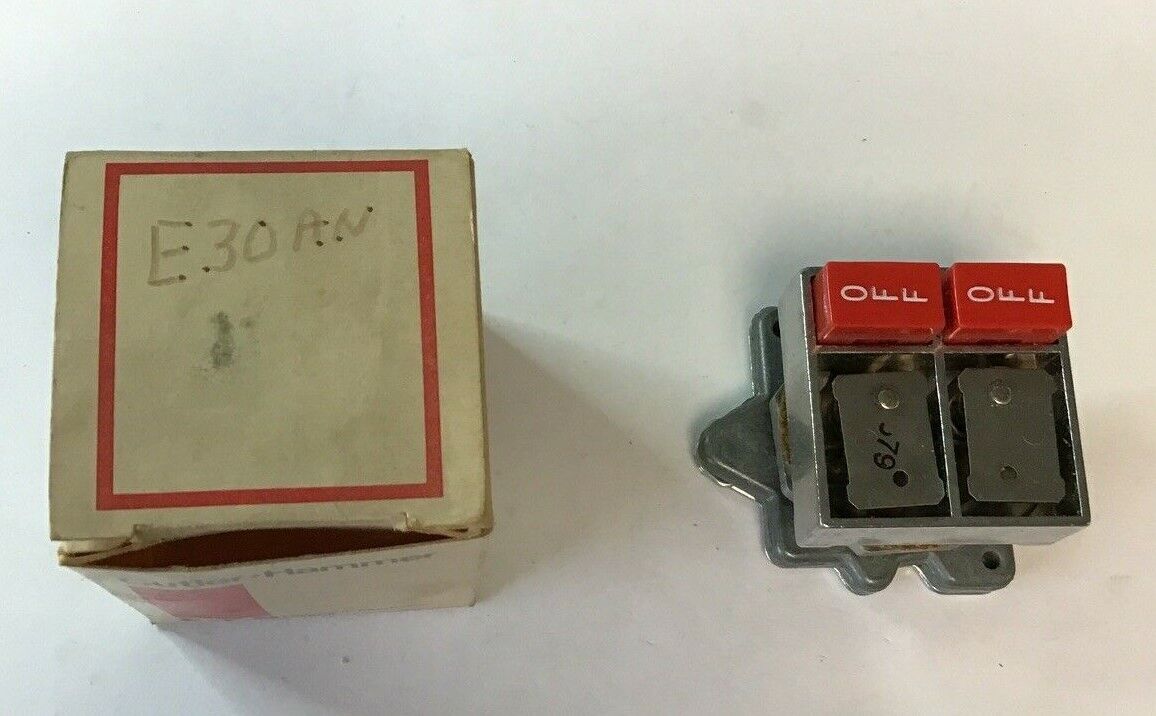 E30AN
Cutler-Hammer
OFF
OFF
J79